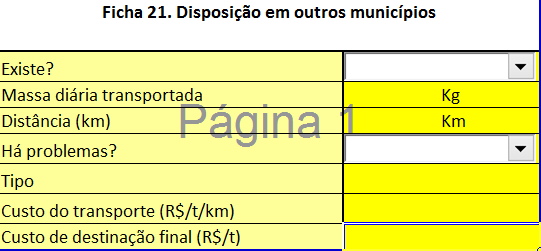 Ficha 21. Disposição em outros municípios
Existe?
Massa diária transportada Kg
Distância (km) Km
Página 1
Há problemas?
Tipo
Custo do transporte (R$/t/km)
Custo de destinação final (R$/t)